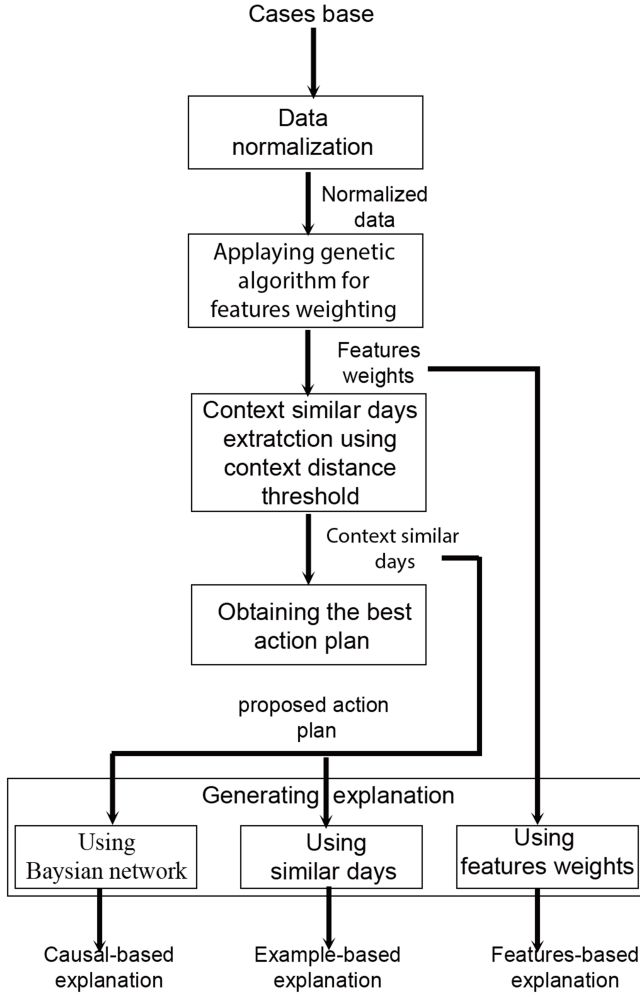 Cases base
Data
normalization
Normalized
data
Applaying genetic
algorithm for
features weighting
Features
weights
Context similar days
extratction using
context distance
threshold
Context similar
days
Obtaining the best
action plan
proposed action
plan
Generating explanation
Using
Baysian network
Using
similar days
Using
features weights
Causal-based
explanation
Example-based
explanation
Features-based
explanation